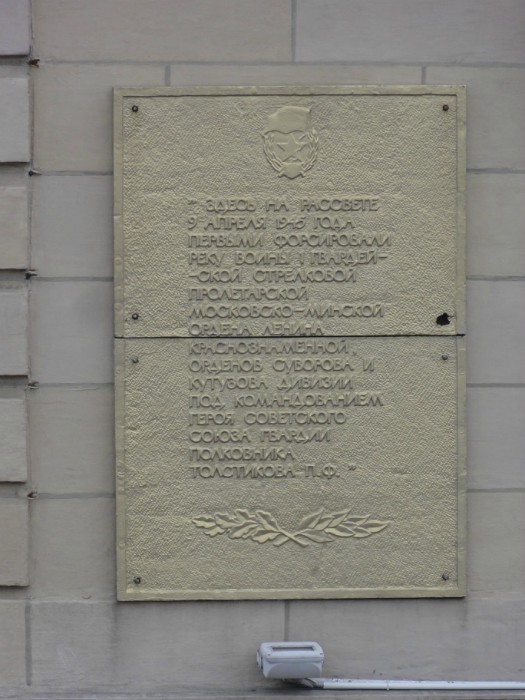 " ЗДЕСЬ НА РАССВЕТЕ
9 АПРЕЛЯ 1945 ГОДА
ПЕРВЫМИ ФОРСИРОВАЛИ
РЕКУ ВОИНЫ 1 ГВАРДЕЙ-
-СКОЙ СТРЕЛКОВОЙ
ПРОЛЕТАРСКОЙ
МОСКОВСКО-МИНСКОЙ
ОРДЕНА ЛЕНИНА
КРАСНОЗНАМЕННОЙ,
ОРДЕНОВ СУВОРОВА И
КУТУЗОВА ДИВИЗИИ
ПОД КОМАНДОВАНИЕМ
ГЕРОЯ СОВЕТСКОГО
СОЮЗА ГВАРДИИ
ПОЛКОВНИКА
ТОЛСТИКОВА П.Ф. "